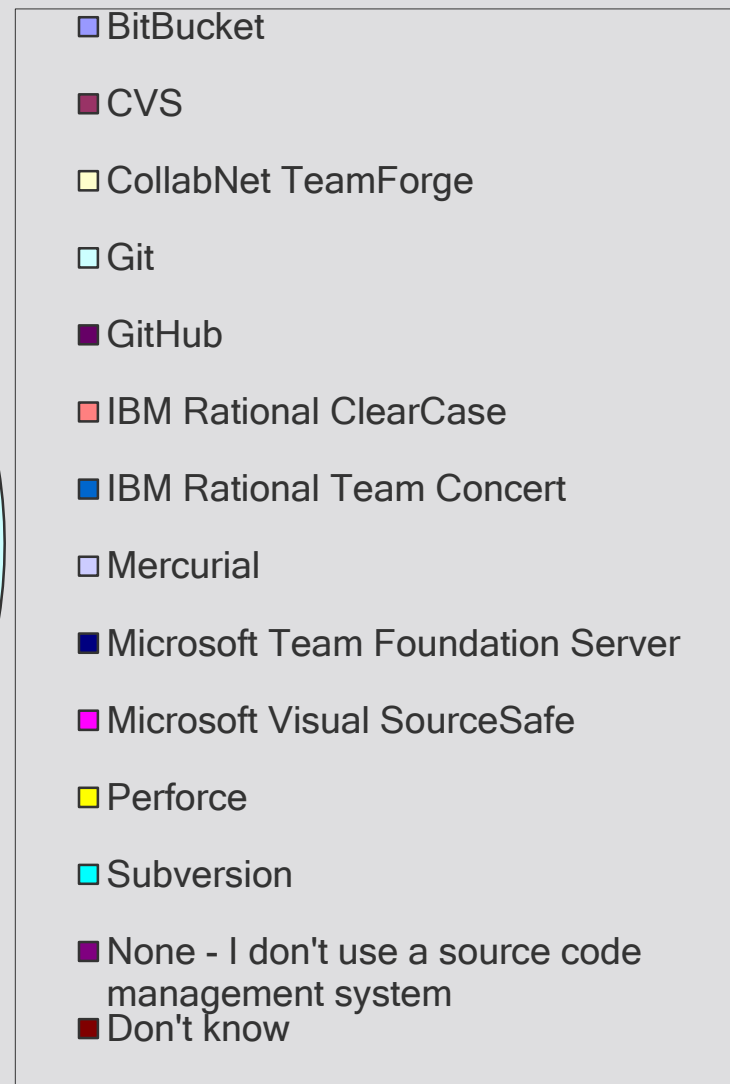 BitBucket
CVS
CollabNet TeamForge
Git
GitHub
IBM Rational ClearCase
IBM Rational Team Concert
Mercurial
Microsoft Team Foundation Server
Microsoft Visual SourceSafe
Perforce
Subversion
None - I don't use a source code
management system
Don't know